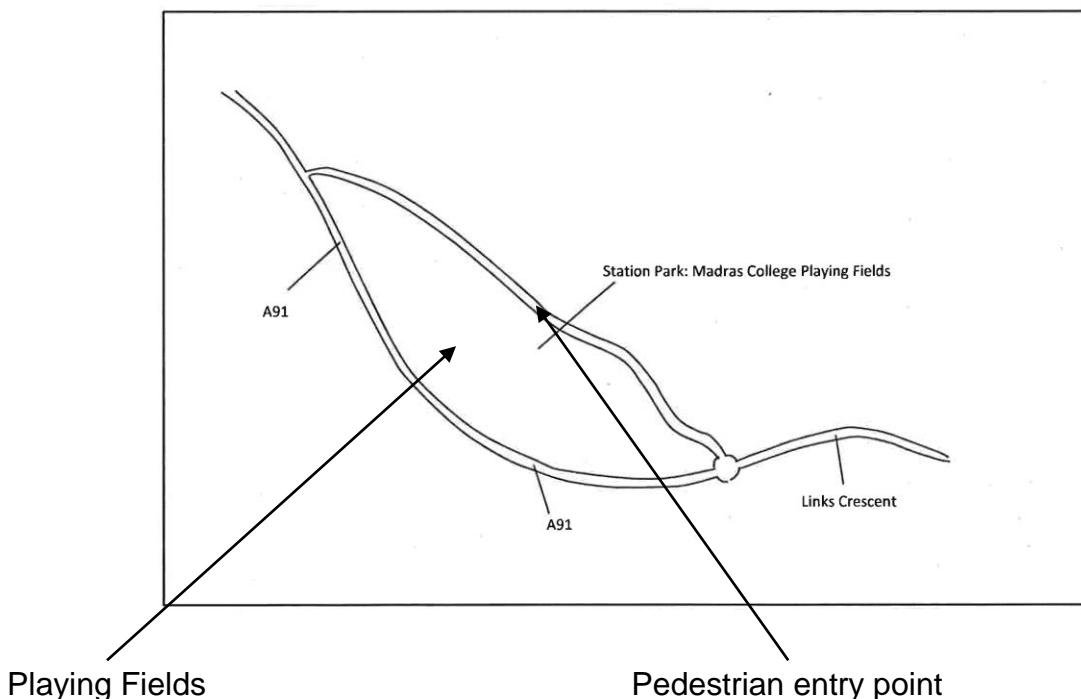 Station Park: Madras College Playing Fields
A91
Links Crescent
A91
Playing Fields
Pedestrian entry point